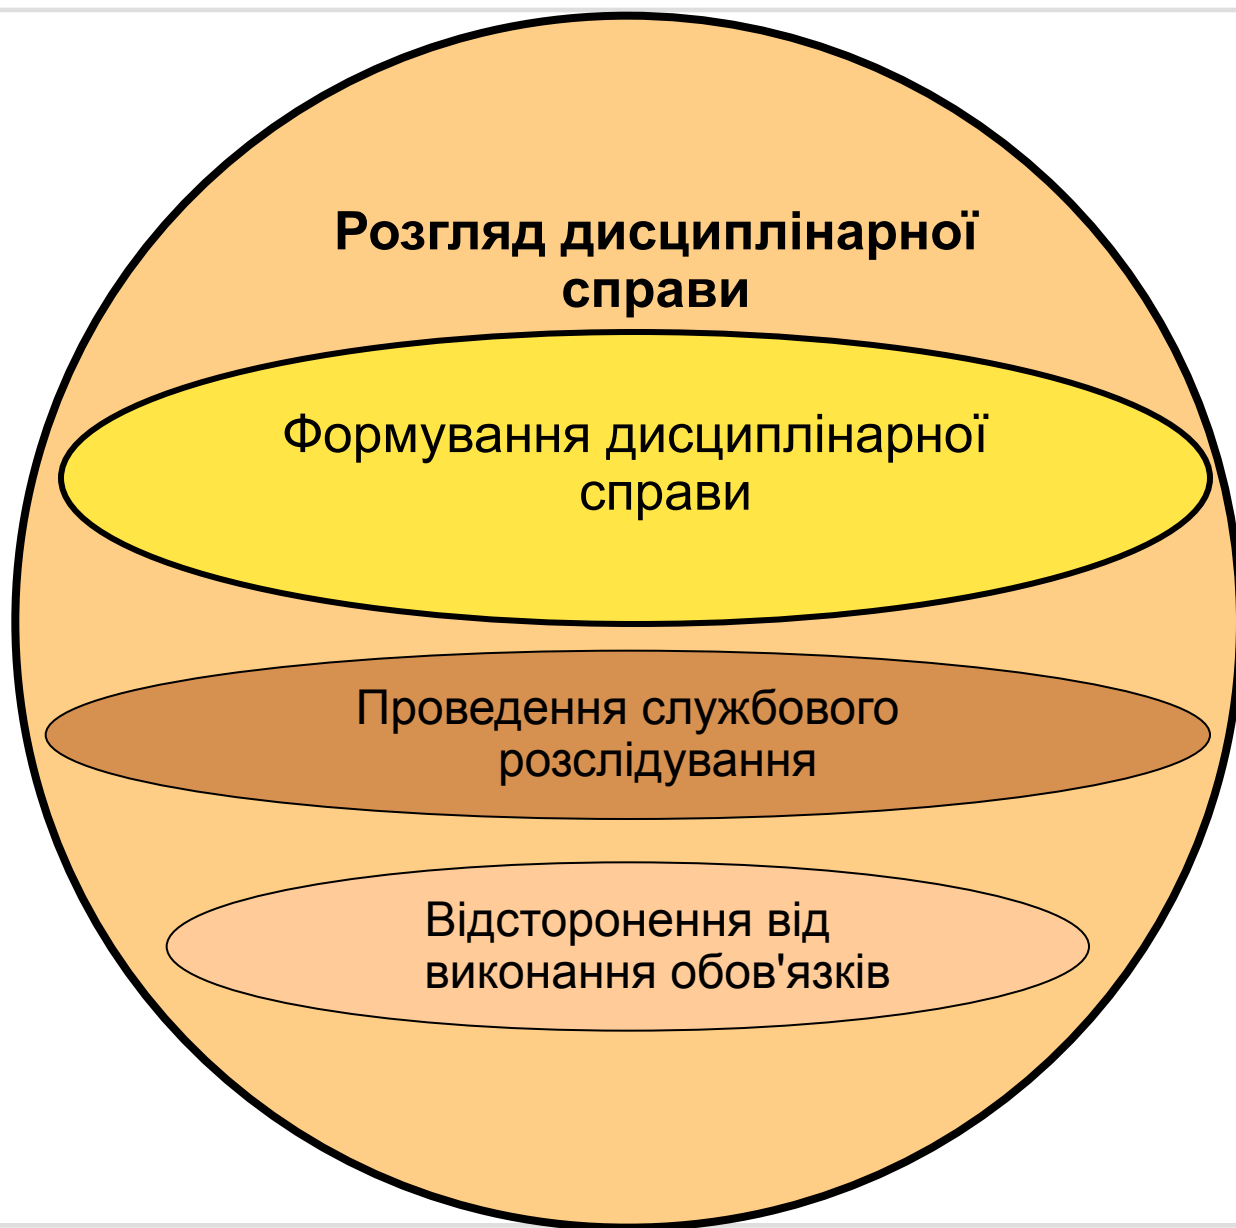 Розгляд дисциплінарної
справи
Формування дисциплінарної
справи
Проведення службового
розслідування
Відсторонення від
виконання обов'язків